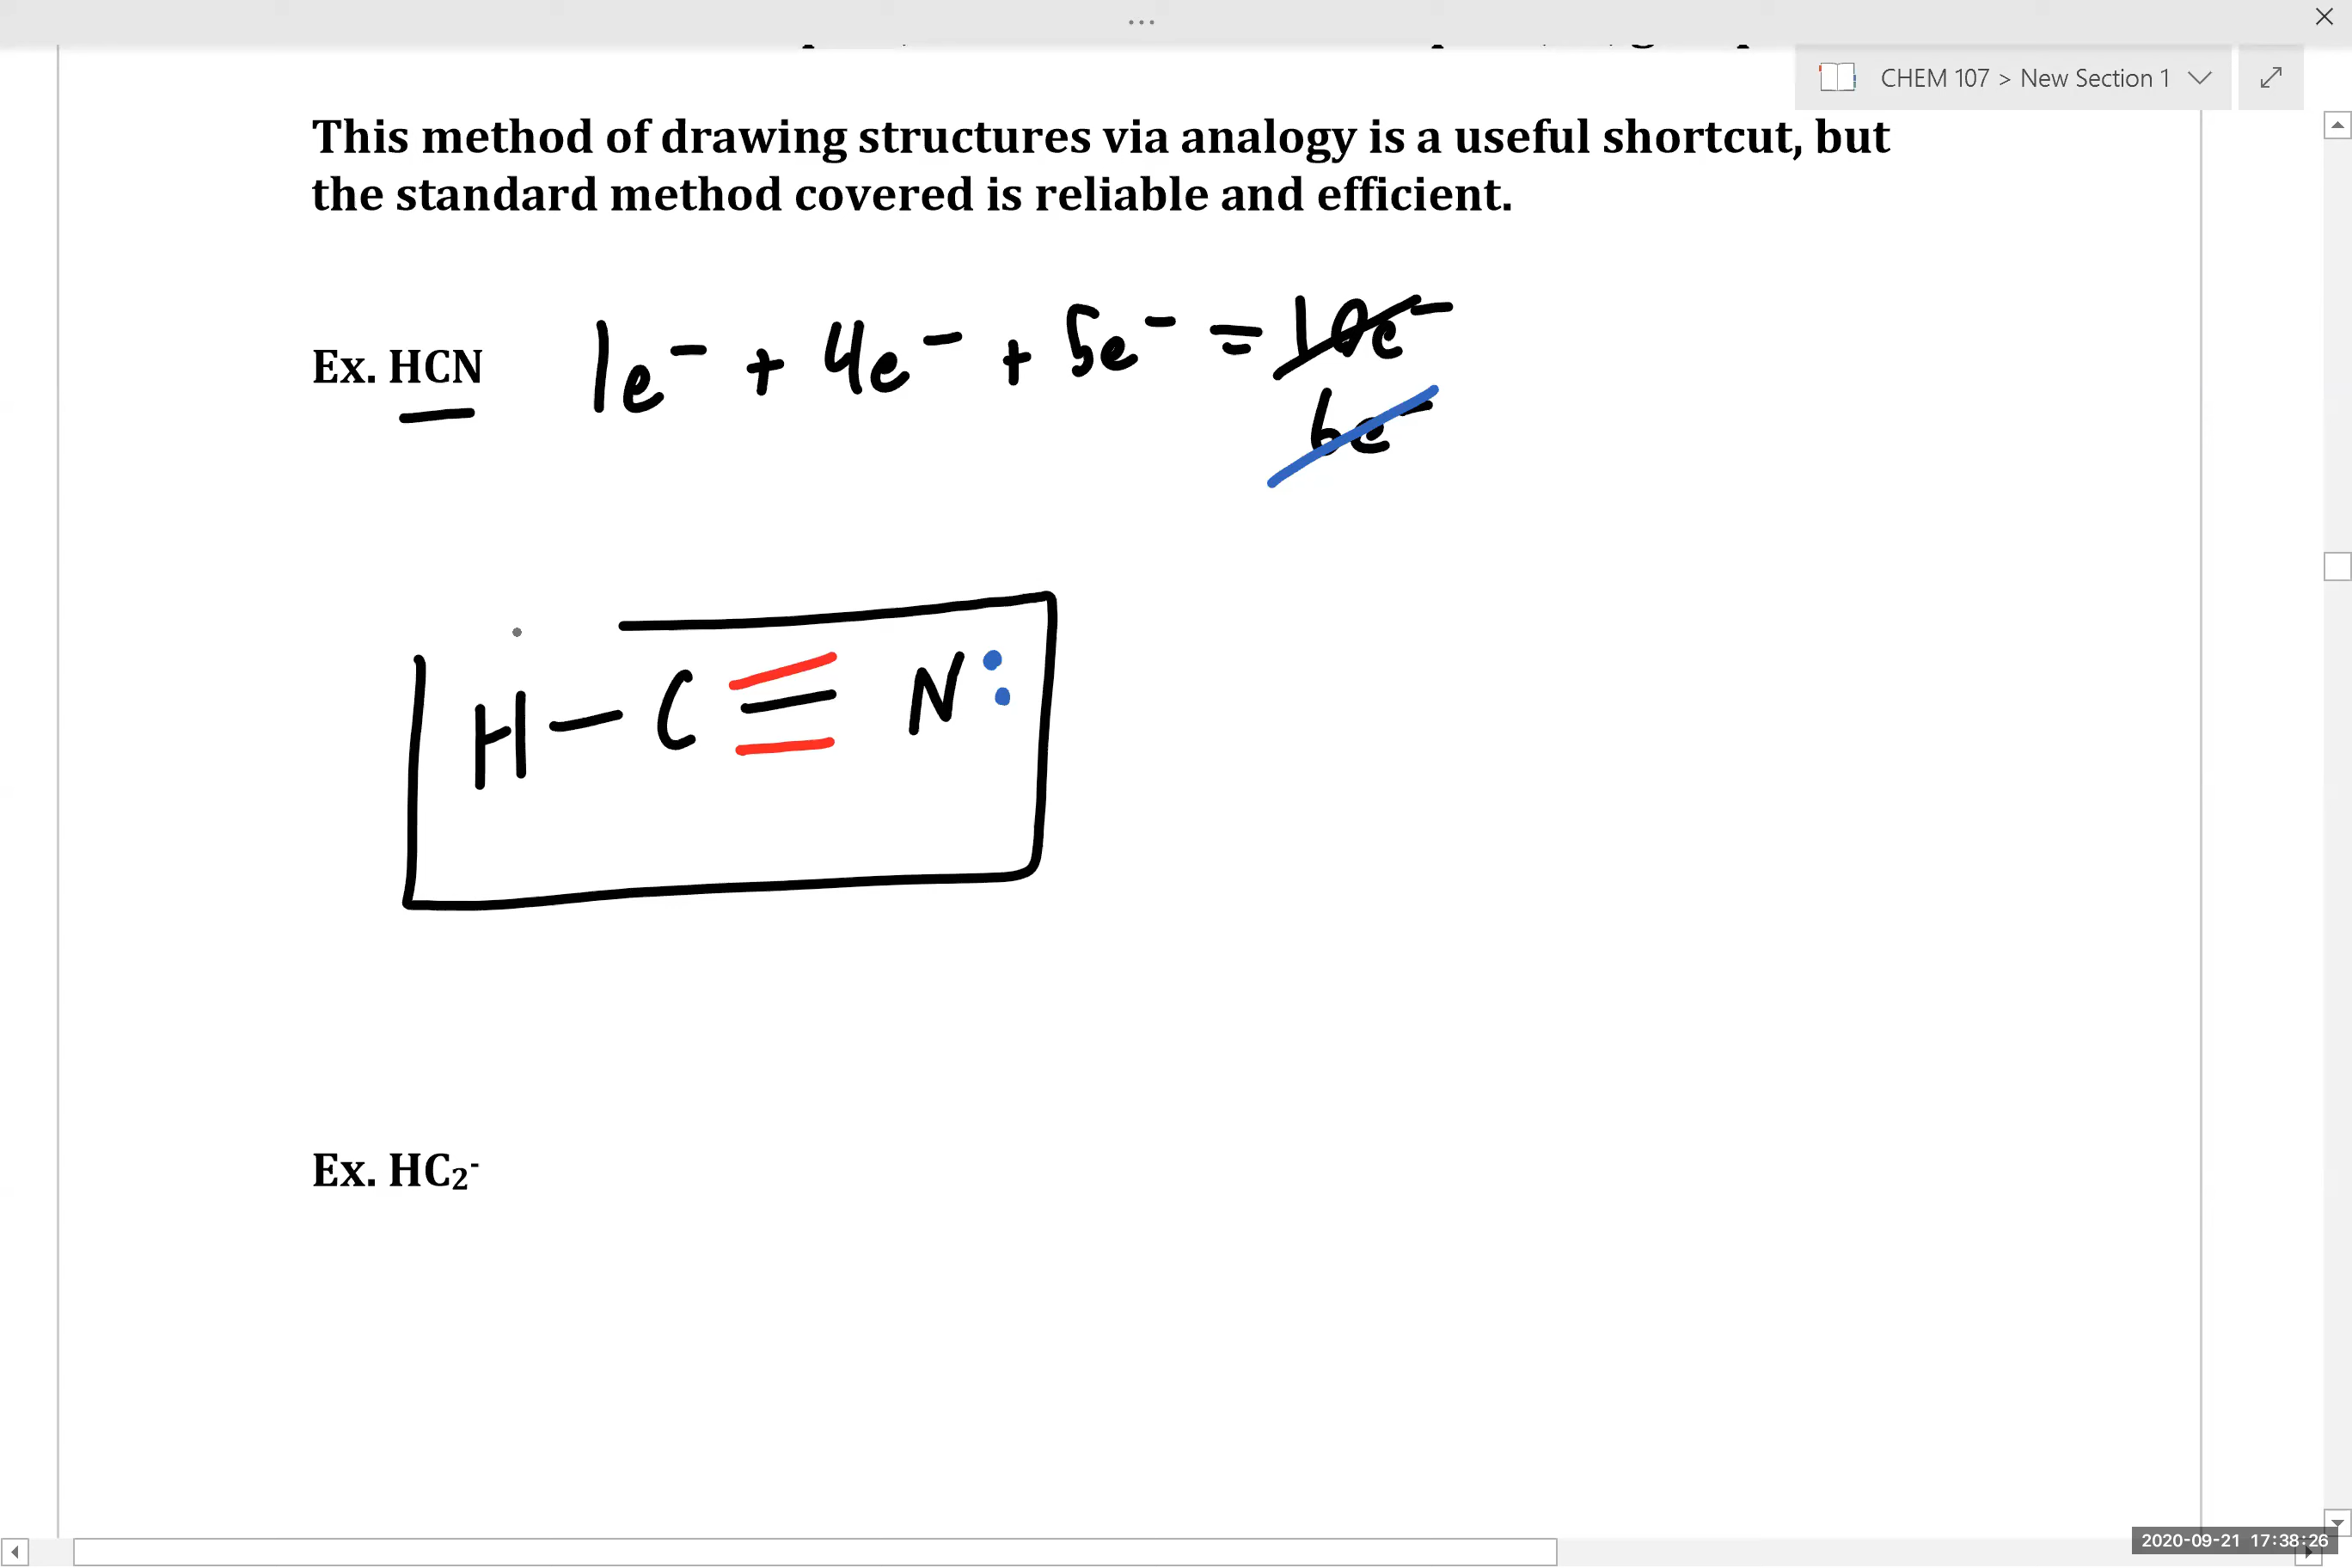 ...
CHEM 107 > New Section 1
This method of drawing structures via analogy is a useful shortcut, but
the standard method covered is reliable and efficient.
Ex. HCN 1e⁻ + 4e⁻ + 5e⁻ = 10e⁻
6e⁻
H — C ≡ N:
Ex. HC₂⁻
2020-09-21 17:38:26